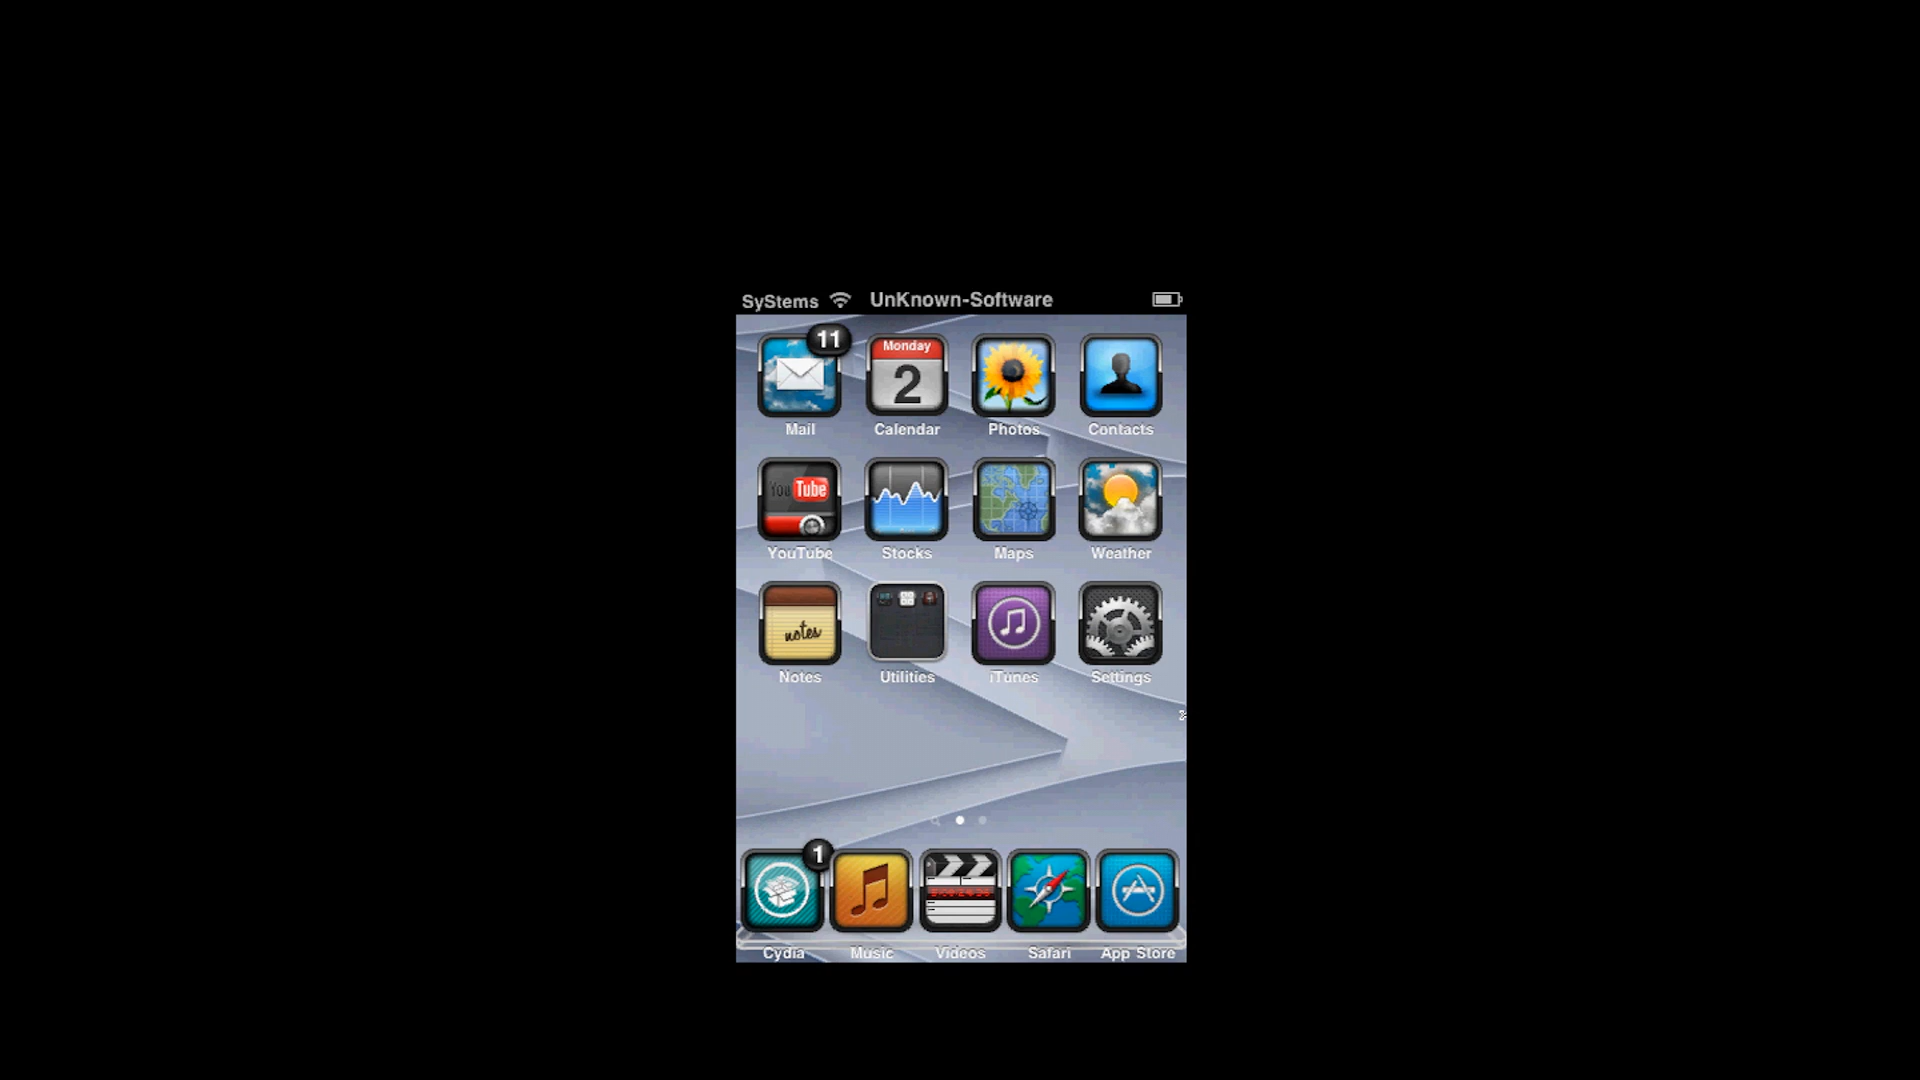 SyStems UnKnown-Software
11
Monday
2
Mail Calendar Photos Contacts
You Tube
YouTube Stocks Maps Weather
notes
Notes Utilities iTunes Settings
1
Cydia Music Videos Safari App Store